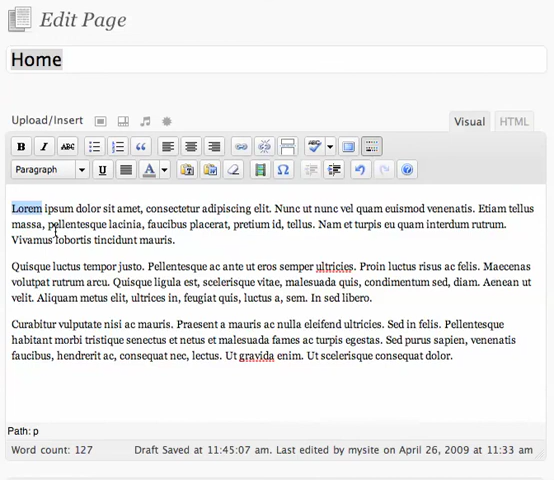 Edit Page
Home
Upload/Insert
Visual
HTML
B I ABC
ABC
Paragraph
U
A
Ω
Lorem ipsum dolor sit amet, consectetur adipiscing elit. Nunc ut nunc vel quam euismod venenatis. Etiam tellus
massa, pellentesque lacinia, faucibus placerat, pretium id, tellus. Nam et turpis eu quam interdum rutrum.
Vivamus lobortis tincidunt mauris.
Quisque luctus tempor justo. Pellentesque ac ante ut eros semper ultricies. Proin luctus risus ac felis. Maecenas
volutpat rutrum arcu. Quisque ligula est, scelerisque vitae, malesuada quis, condimentum sed, diam. Aenean ut
velit. Aliquam metus elit, ultrices in, feugiat quis, luctus a, sem. In sed libero.
Curabitur vulputate nisi ac mauris. Praesent a mauris ac nulla eleifend ultricies. Sed in felis. Pellentesque
habitant morbi tristique senectus et netus et malesuada fames ac turpis egestas. Sed purus sapien, venenatis
faucibus, hendrerit ac, consequat nec, lectus. Ut gravida enim. Ut scelerisque consequat dolor.
Path: p
Word count: 127
Draft Saved at 11:45:07 am. Last edited by mysite on April 26, 2009 at 11:33 am